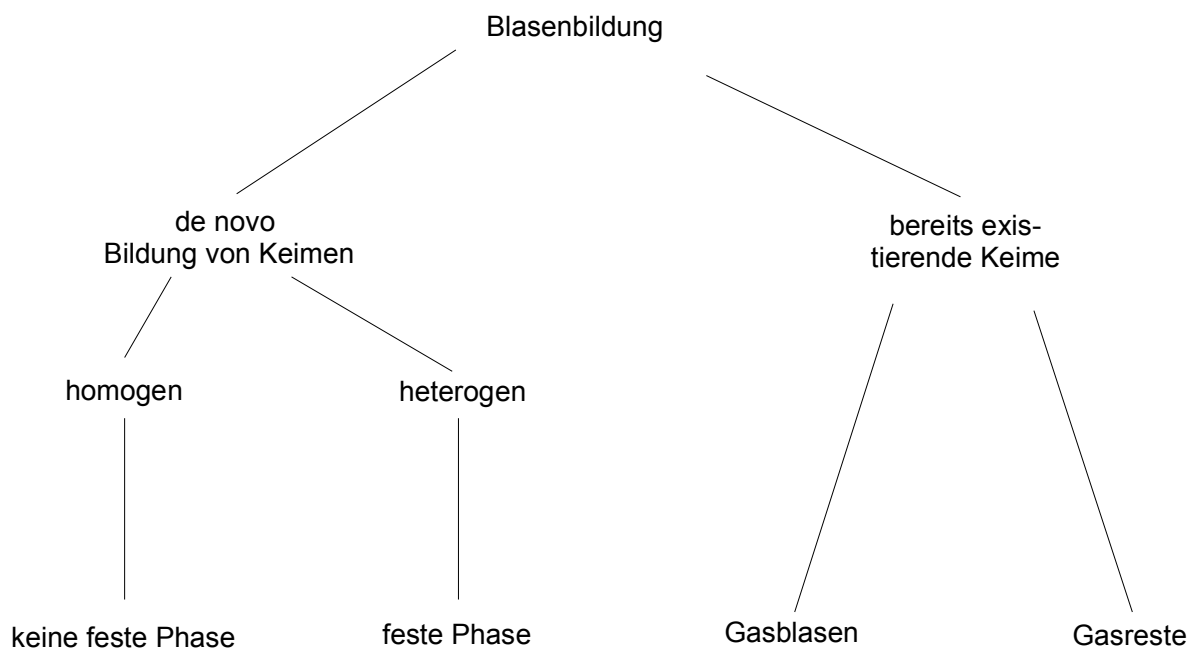 Blasenbildung
de novo
Bildung von Keimen
bereits exis-
tierende Keime
homogen
heterogen
keine feste Phase
feste Phase
Gasblasen
Gasreste